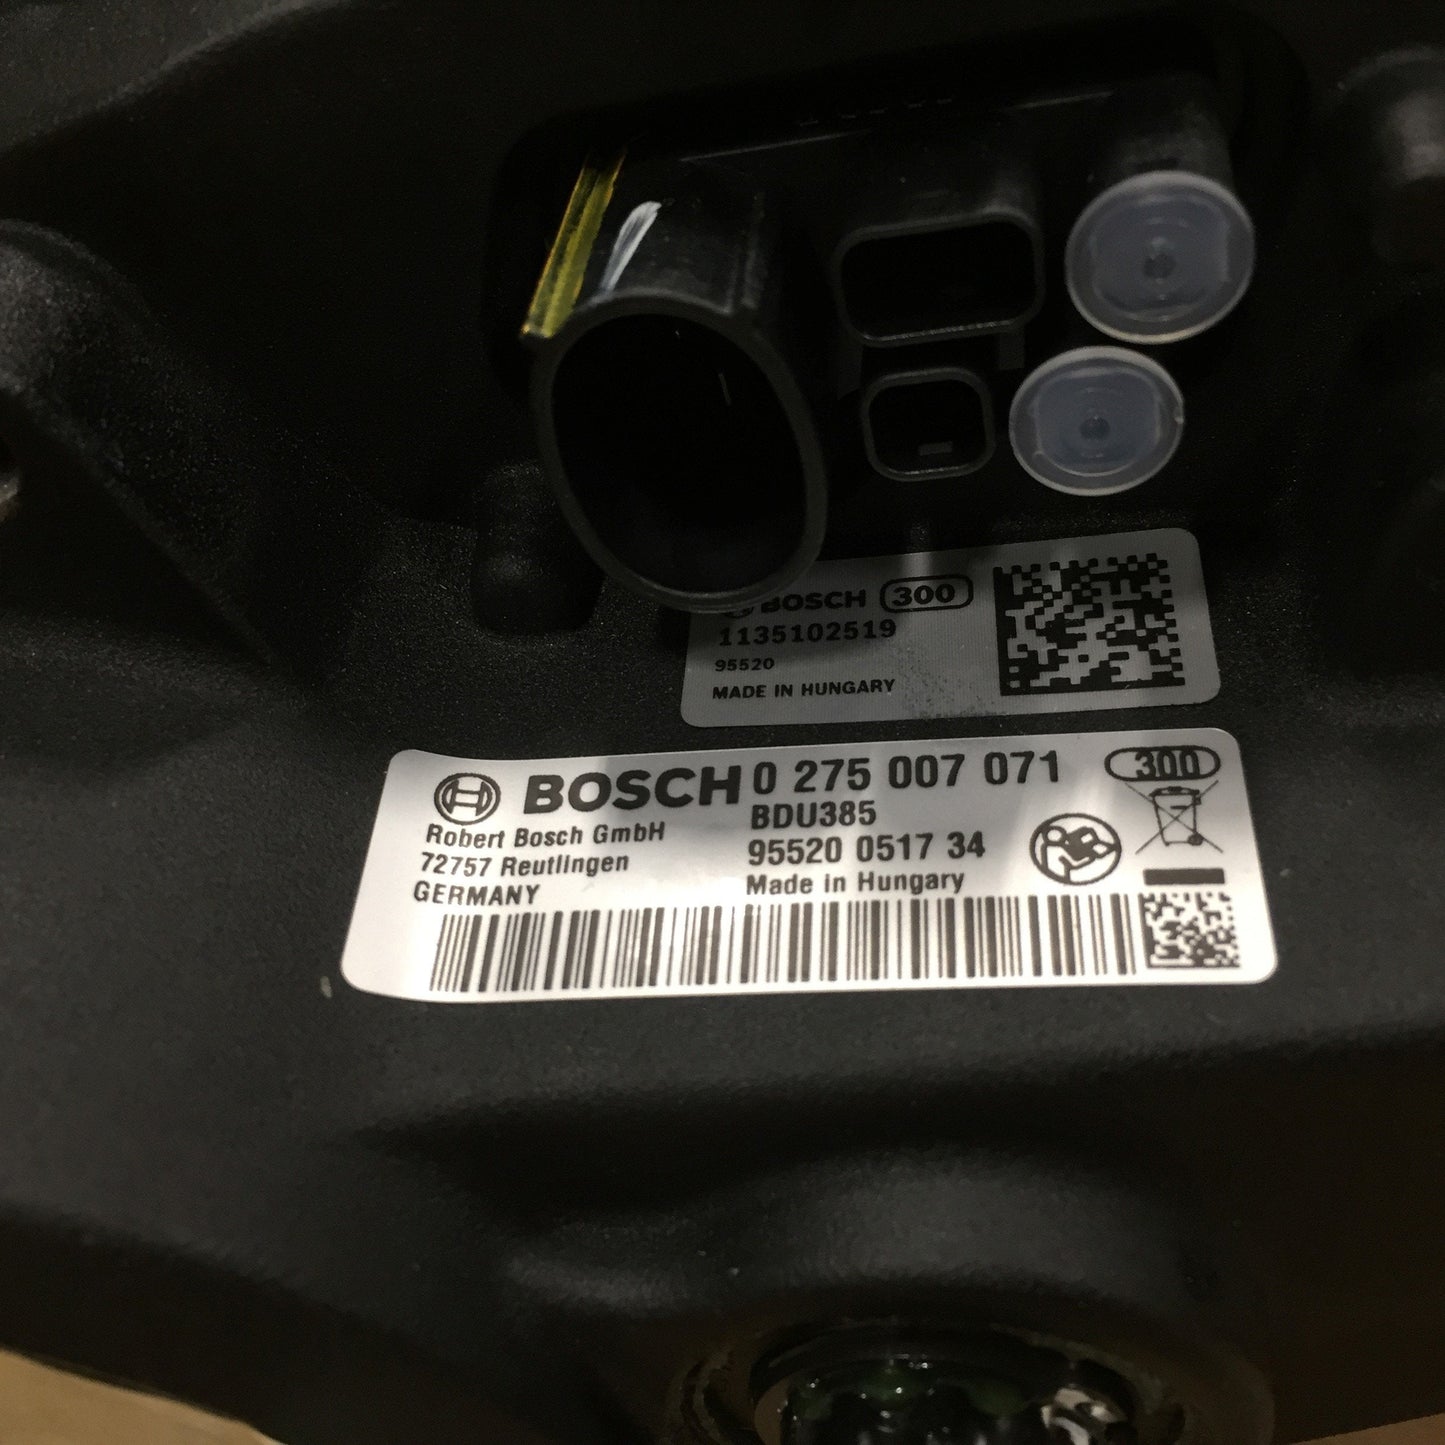 BOSCH 300
1135102519
95520
MADE IN HUNGARY
BOSCH 0 275 007 071 300
Robert Bosch GmbH BDU385
72757 Reutlingen 95520 0517 34
GERMANY Made in Hungary